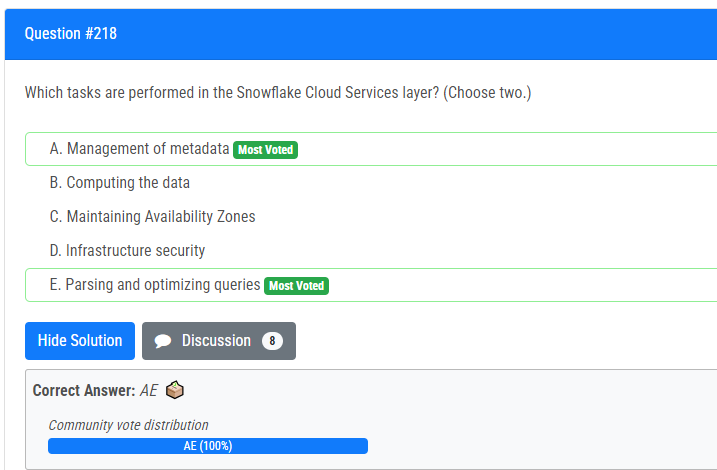 Question #218
Which tasks are performed in the Snowflake Cloud Services layer? (Choose two.)
A. Management of metadata Most Voted
B. Computing the data
C. Maintaining Availability Zones
D. Infrastructure security
E. Parsing and optimizing queries Most Voted
Hide Solution Discussion 8
Correct Answer: AE
Community vote distribution
AE (100%)